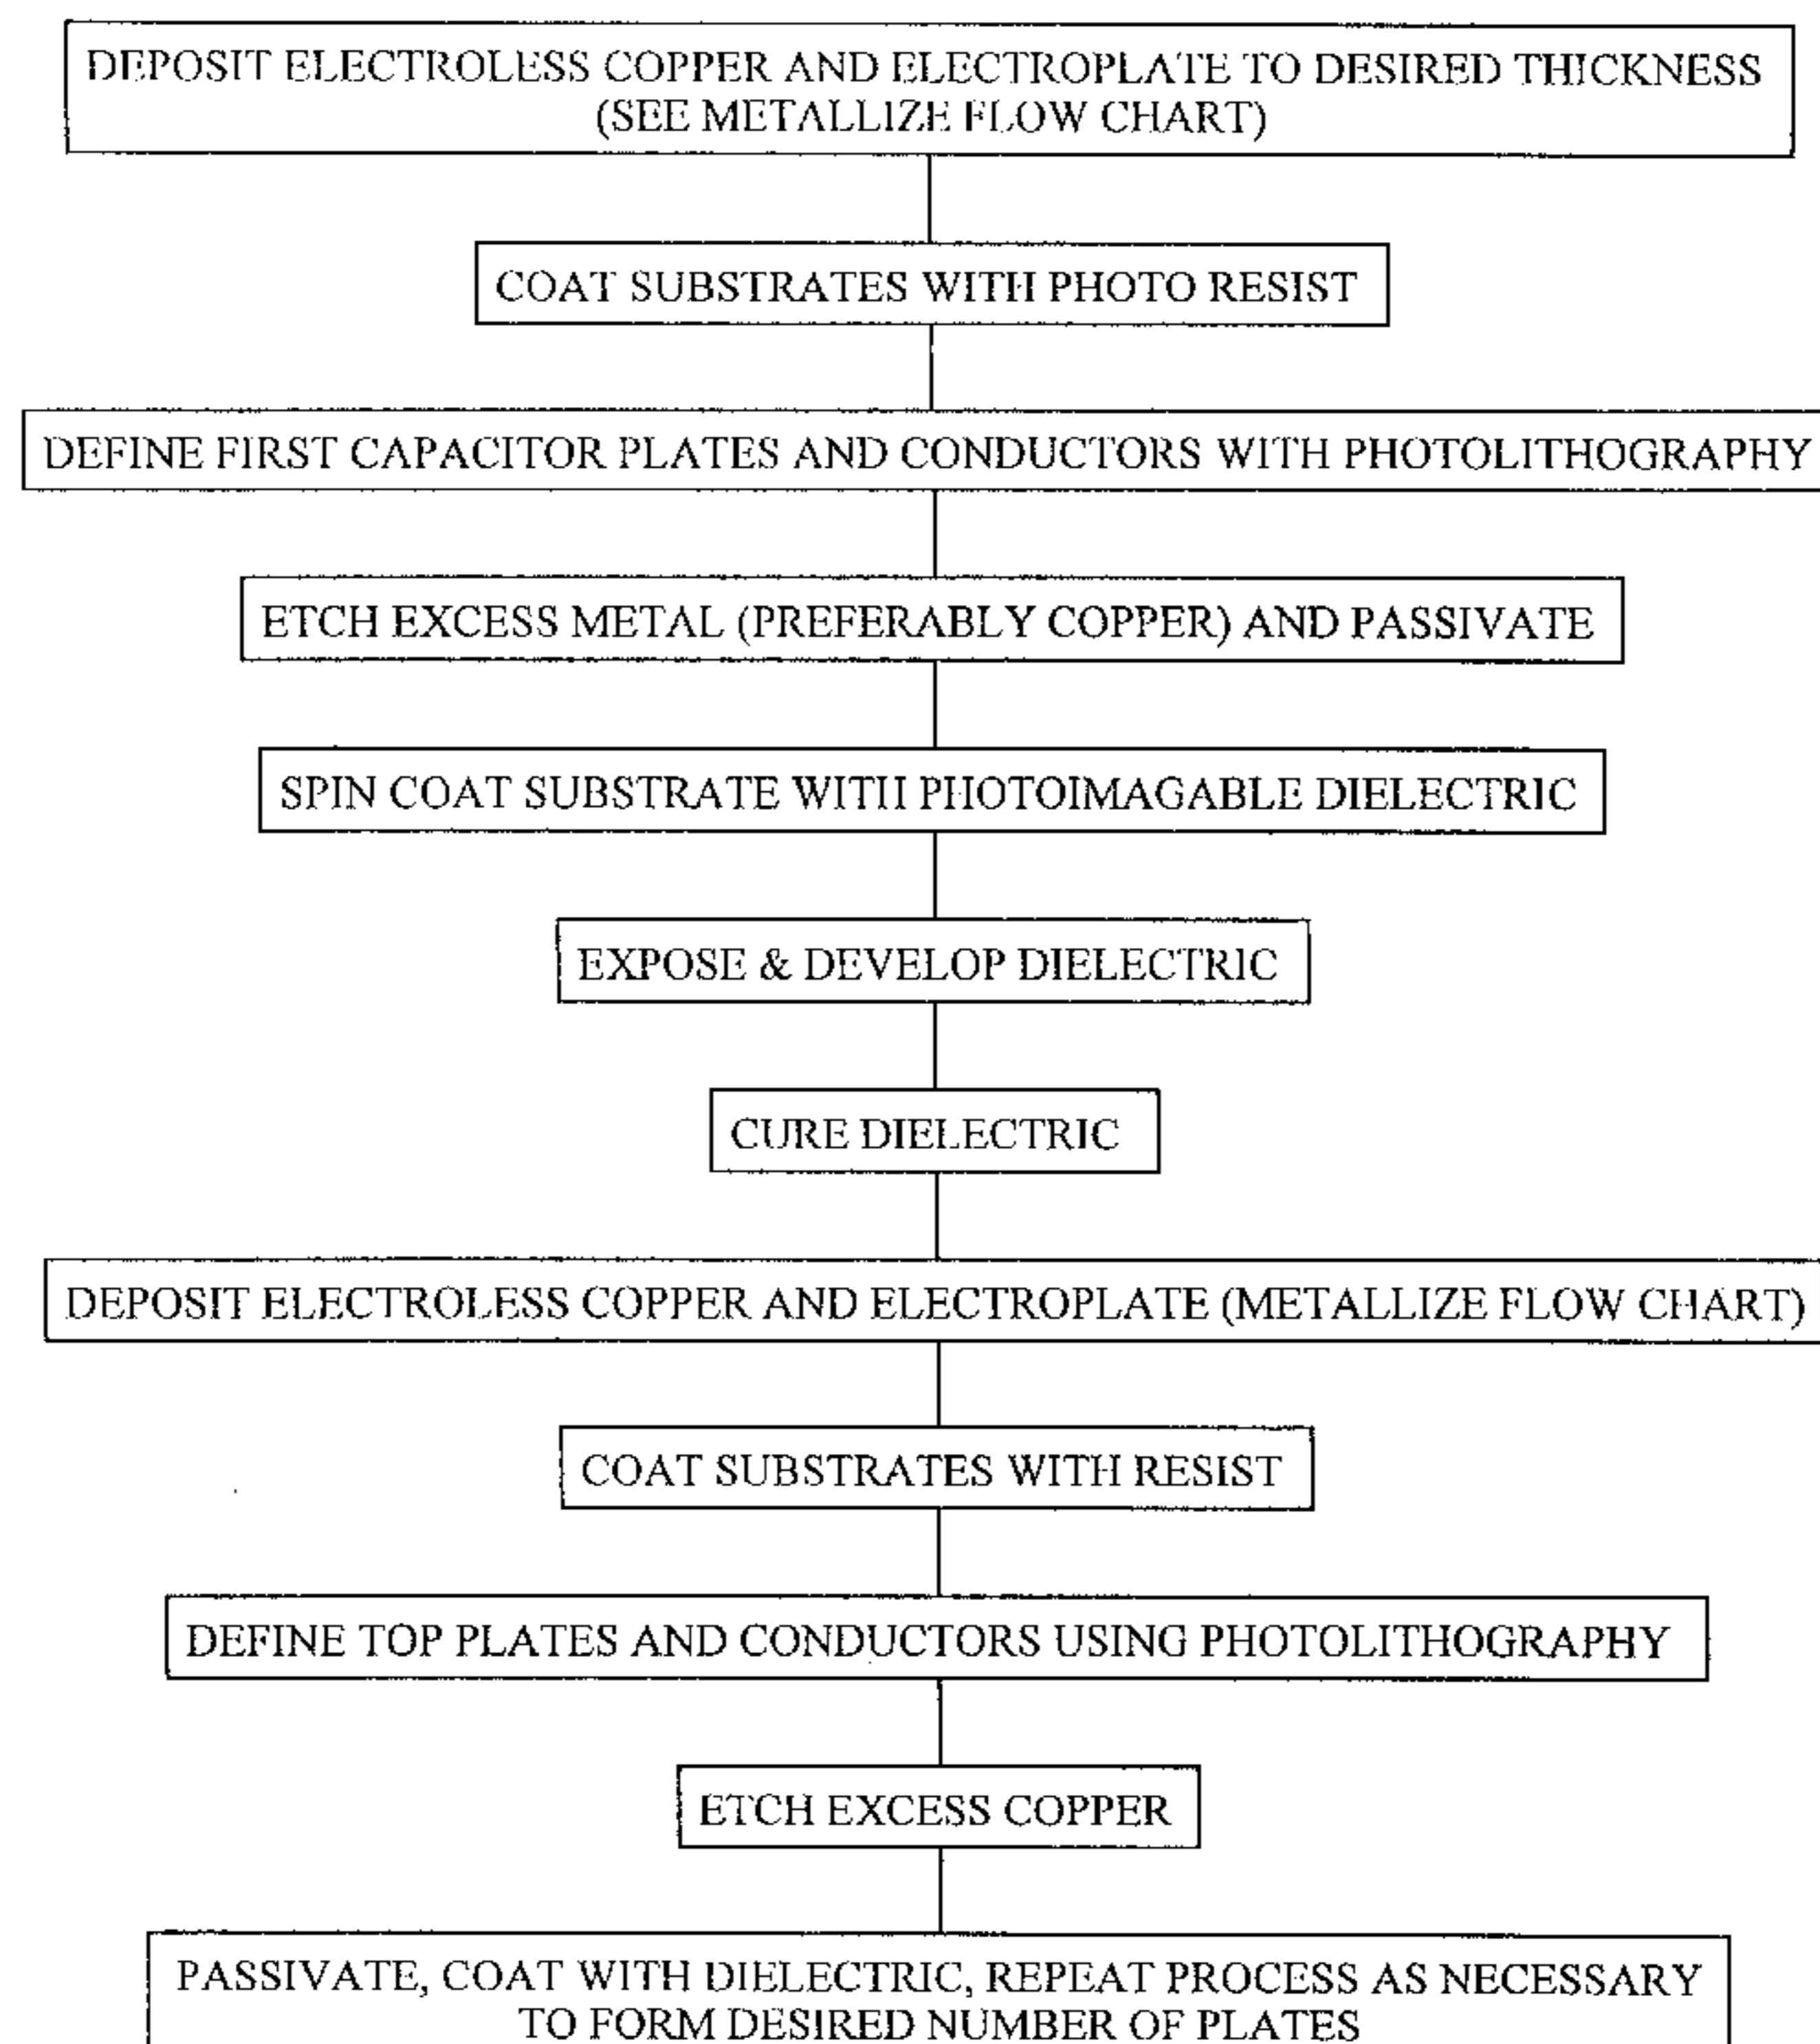 DEPOSIT ELECTROLESS COPPER AND ELECTROPLATE TO DESIRED THICKNESS
(SEE METALLIZE FLOW CHART)
COAT SUBSTRATES WITH PHOTO RESIST
DEFINE FIRST CAPACITOR PLATES AND CONDUCTORS WITH PHOTOLITHOGRAPHY
ETCH EXCESS METAL (PREFERABLY COPPER) AND PASSIVATE
SPIN COAT SUBSTRATE WITH PHOTOIMAGABLE DIELECTRIC
EXPOSE & DEVELOP DIELECTRIC
CURE DIELECTRIC
DEPOSIT ELECTROLESS COPPER AND ELECTROPLATE (METALLIZE FLOW CHART)
COAT SUBSTRATES WITH RESIST
DEFINE TOP PLATES AND CONDUCTORS USING PHOTOLITHOGRAPHY
ETCH EXCESS COPPER
PASSIVATE, COAT WITH DIELECTRIC, REPEAT PROCESS AS NECESSARY
TO FORM DESIRED NUMBER OF PLATES